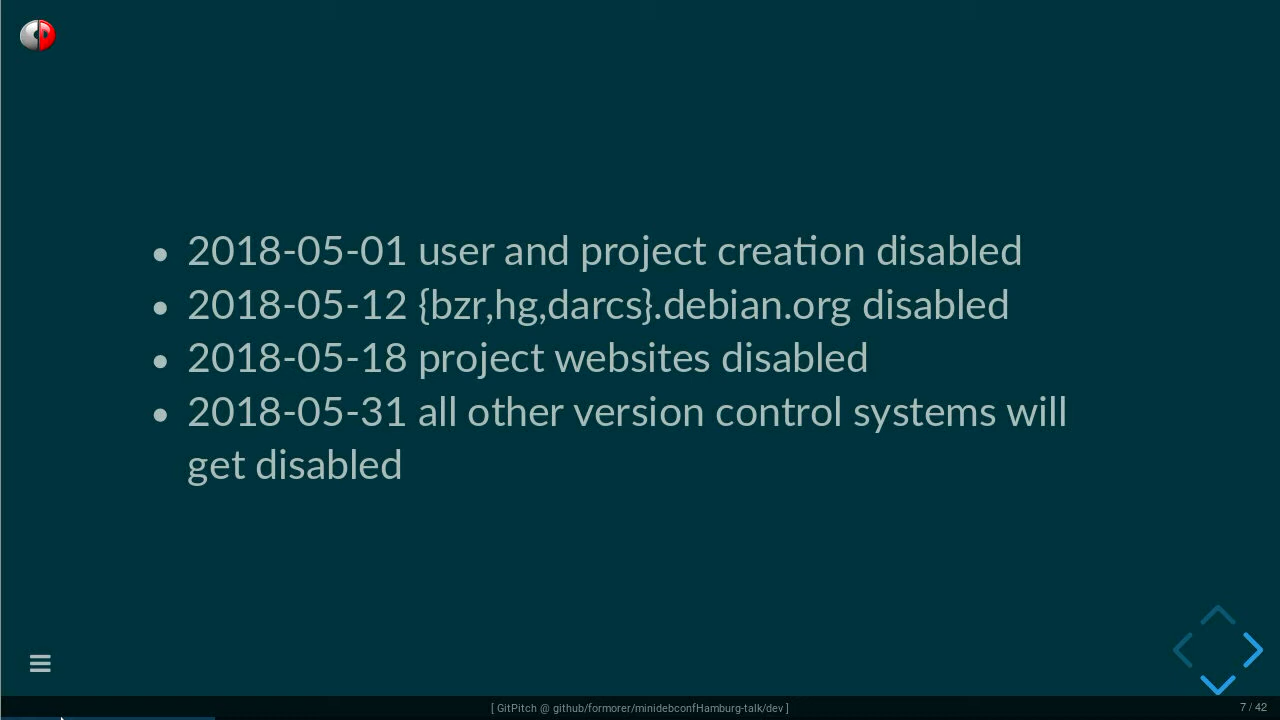 • 2018-05-01 user and project creation disabled
• 2018-05-12 {bzr,hg,darcs}.debian.org disabled
• 2018-05-18 project websites disabled
• 2018-05-31 all other version control systems will
get disabled
[ GitPitch @ github/formorer/minidebconfHamburg-talk/dev ]
7 / 42